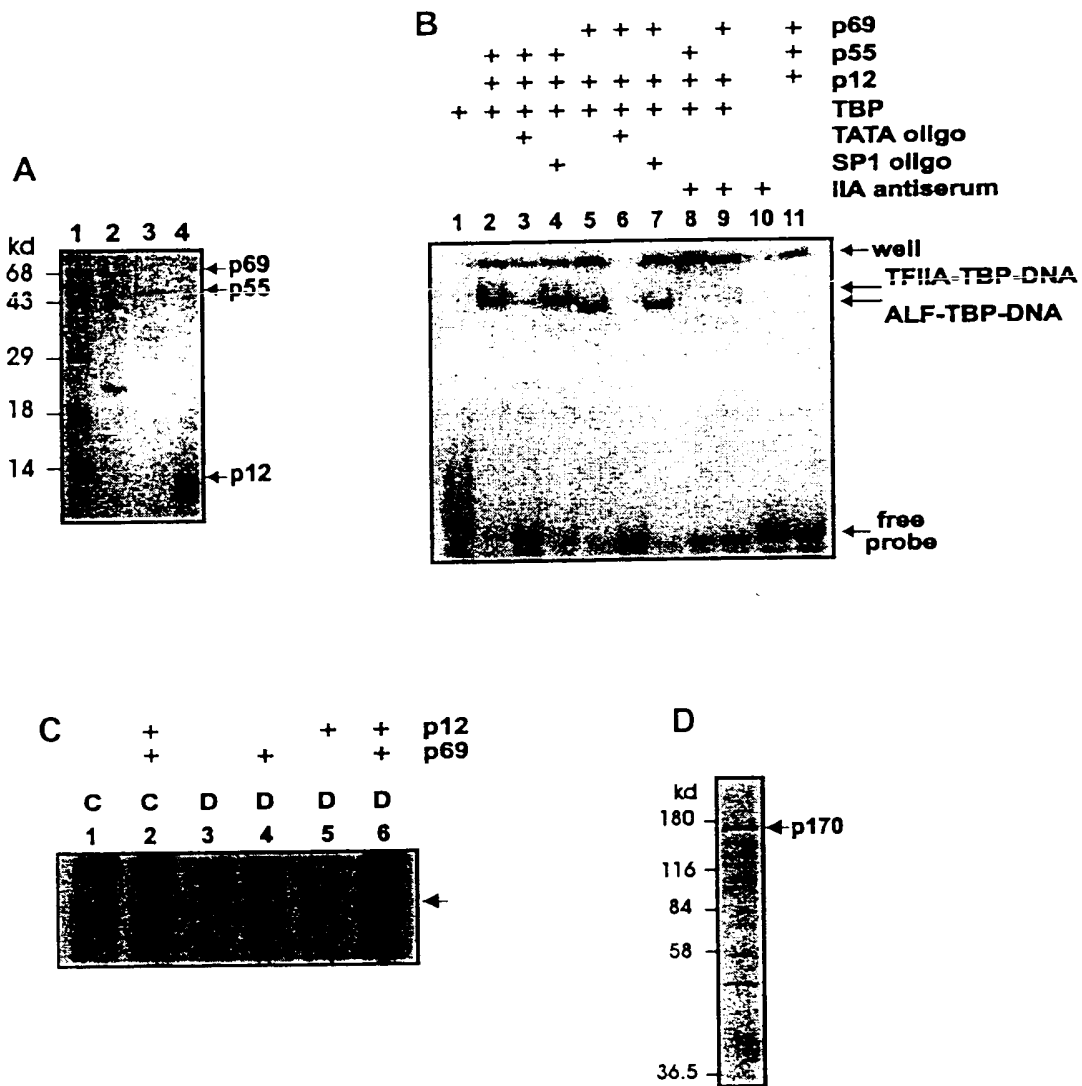 B
+ + + + + p69
+ + + + + p55
+ + + + + + + + + p12
+ + + + + + + + + TBP
+ + TATA oligo
+ + SP1 oligo
+ + + IIA antiserum
1 2 3 4 5 6 7 8 9 10 11
well
TFIIA-TBP-DNA
ALF-TBP-DNA
free
probe
A
1 2 3 4
kd
68
43
29
18
14
p69
p55
p12
C
+ + + p12
+ + + p69
C C D D D D
1 2 3 4 5 6
D
kd
180
116
84
58
36.5
p170